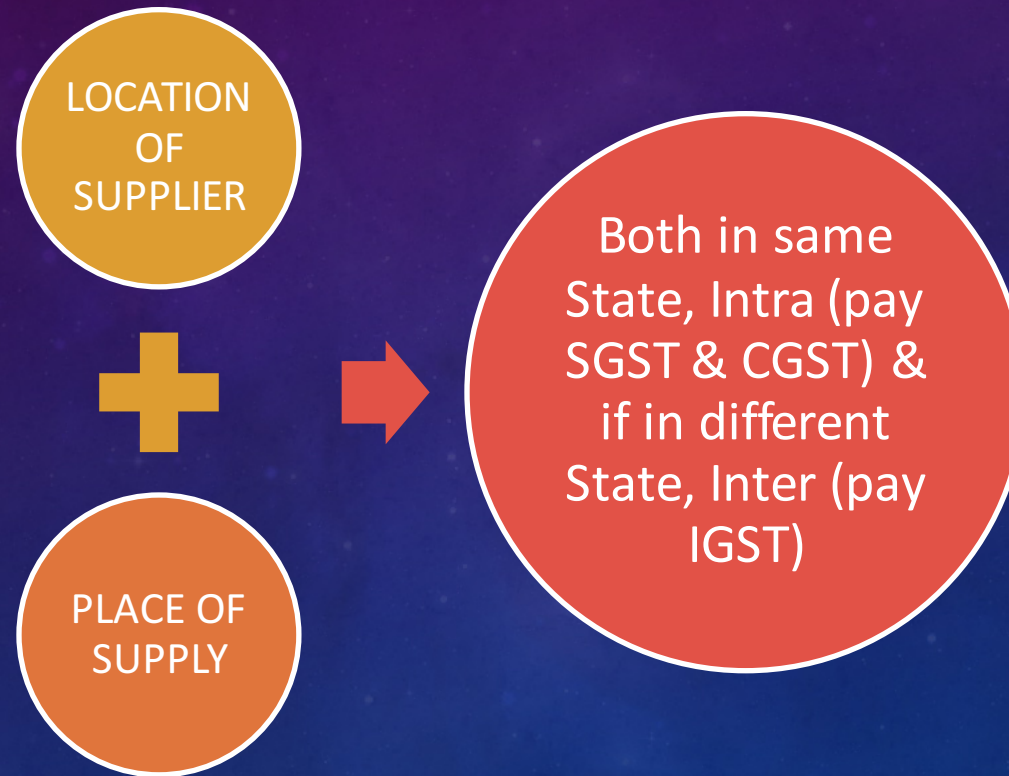 LOCATION
OF
SUPPLIER
PLACE OF
SUPPLY
Both in same
State, Intra (pay
SGST & CGST) &
if in different
State, Inter (pay
IGST)